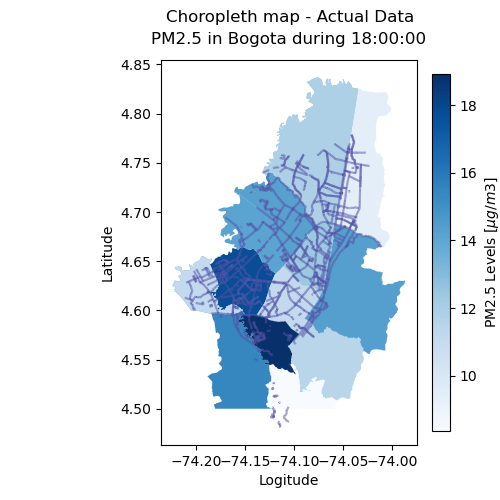 Choropleth map - Actual Data
PM2.5 in Bogota during 18:00:00
4.85
4.80
4.75
4.70
4.65
4.60
4.55
4.50
Latitude
−74.20 −74.15 −74.10 −74.05 −74.00
Logitude
18
16
14
12
10
PM2.5 Levels [μg/m3]